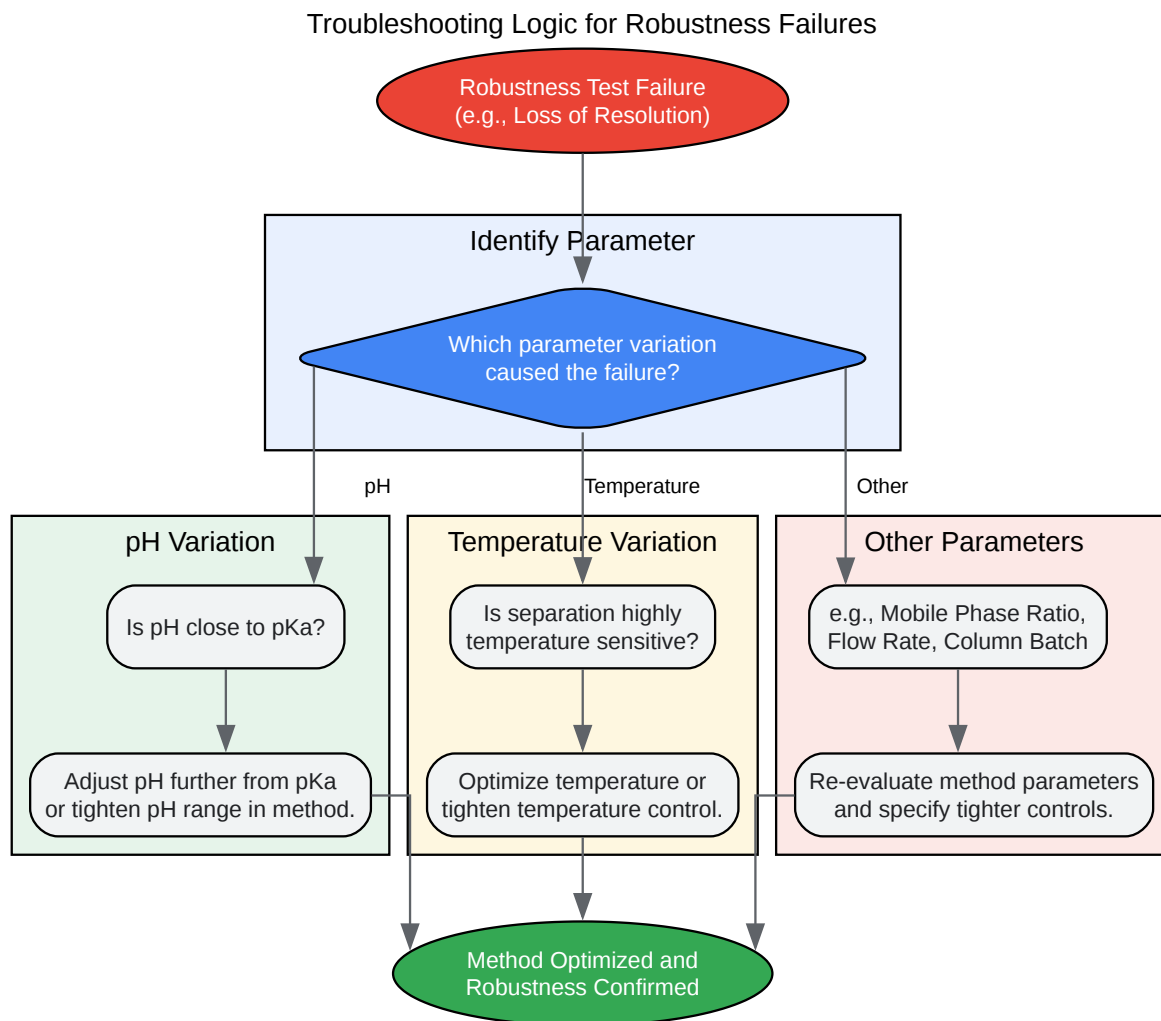 Troubleshooting Logic for Robustness Failures
Robustness Test Failure
(e.g., Loss of Resolution)
Identify Parameter
Which parameter variation
caused the failure?
pH
Temperature
Other
pH Variation
Is pH close to pKa?
Adjust pH further from pKa
or tighten pH range in method.
Temperature Variation
Is separation highly
temperature sensitive?
Optimize temperature or
tighten temperature control.
Other Parameters
e.g., Mobile Phase Ratio,
Flow Rate, Column Batch
Re-evaluate method parameters
and specify tighter controls.
Method Optimized and
Robustness Confirmed